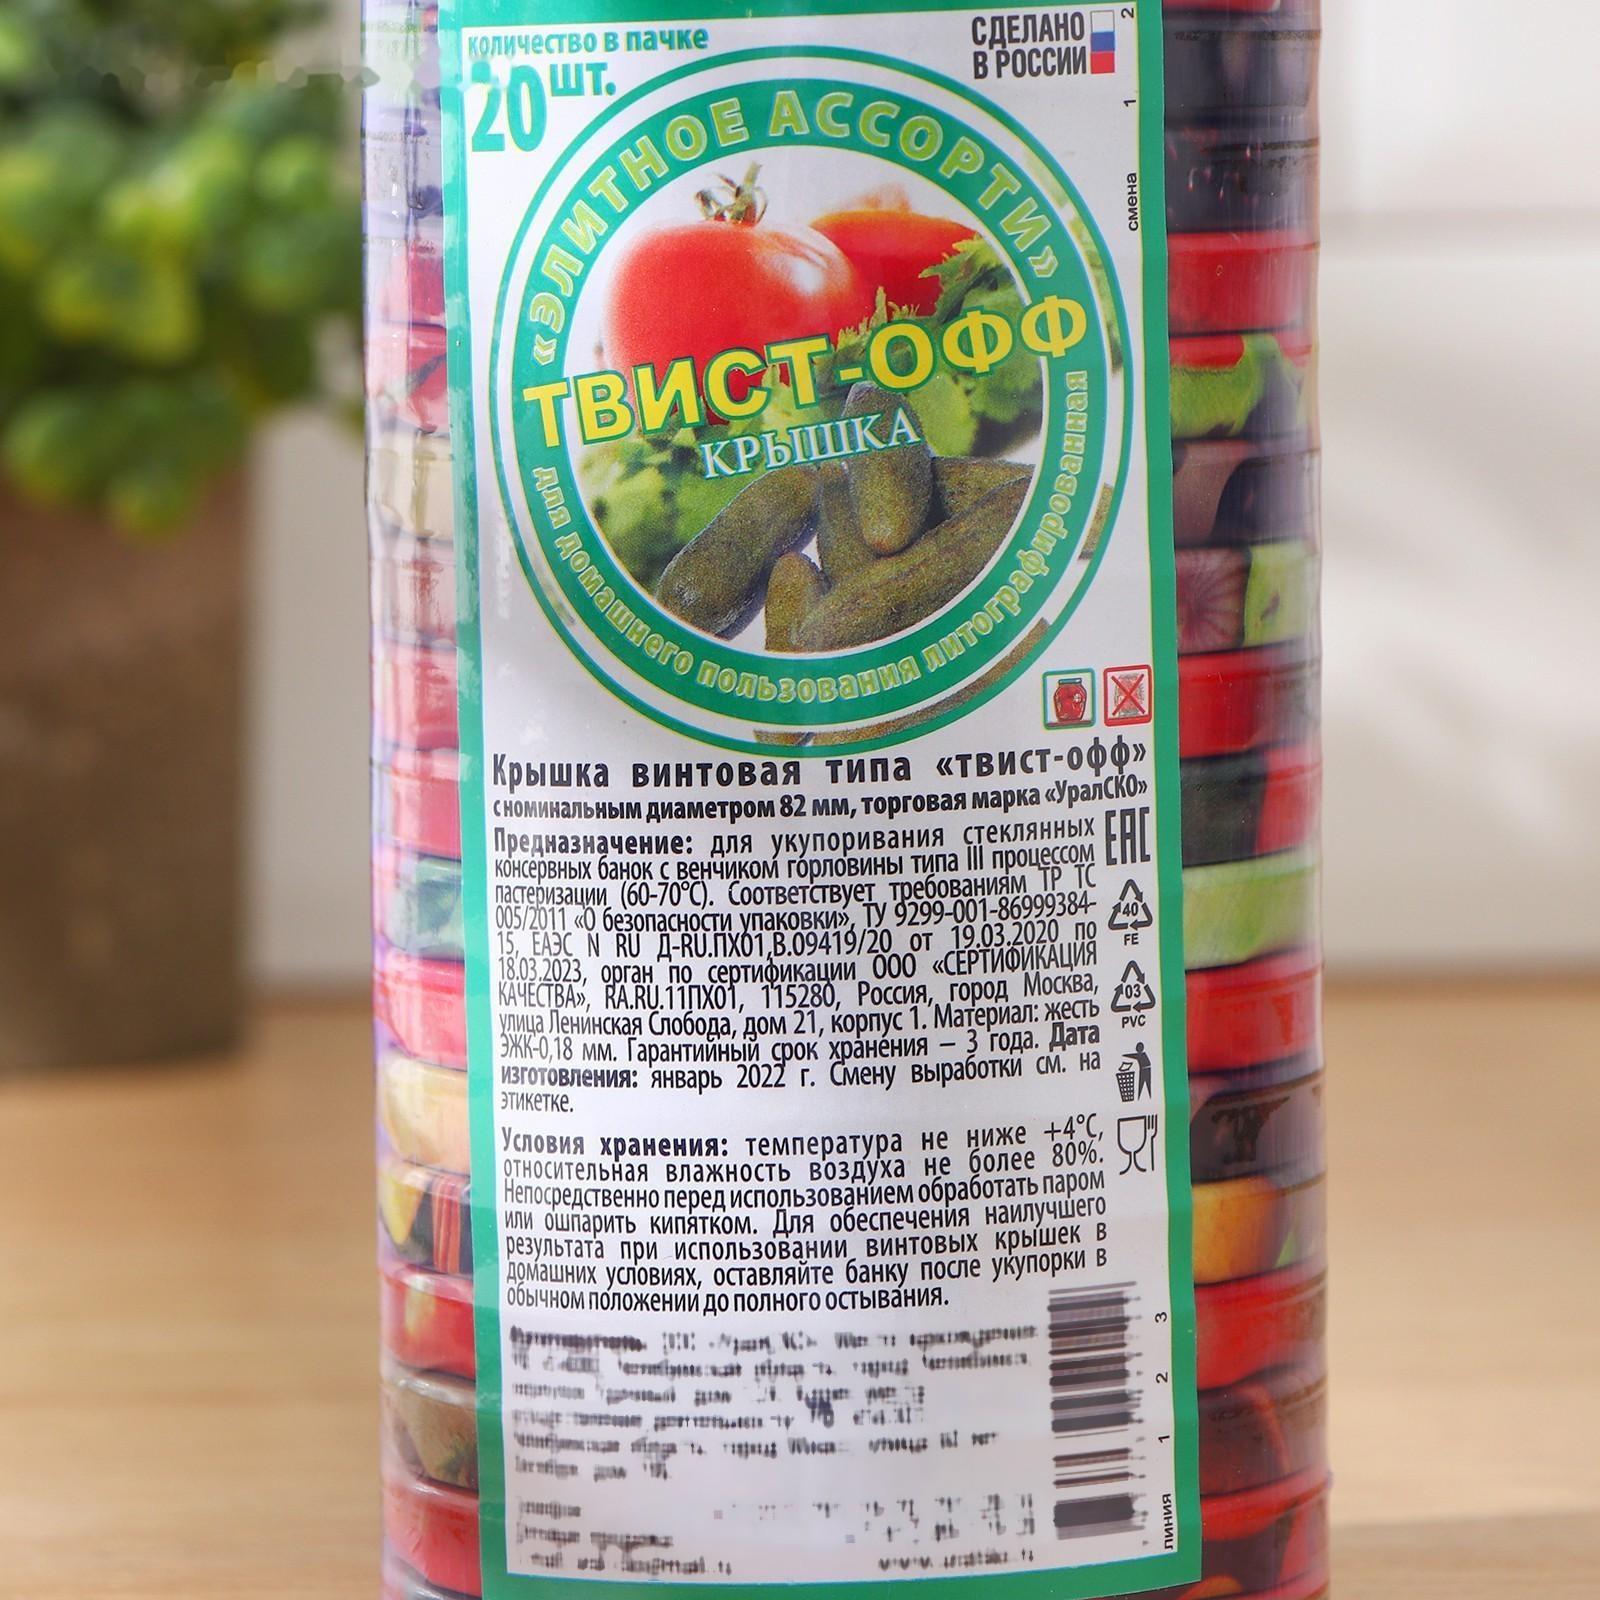 количество в пачке
20 шт.
СДЕЛАНО
В РОССИИ
2
1
смена
«ЭЛИТНОЕ АССОРТИ»
ТВИСТ-ОФФ
КРЫШКА
для домашнего пользования литографированная
Крышка винтовая типа «твист-офф»
с номинальным диаметром 82 мм, торговая марка «УралСКО»
Предназначение: для укупоривания стеклянных
консервных банок с венчиком горловины типа III процессом
пастеризации (60-70°С). Соответствует требованиям ТР ТС
005/2011 «О безопасности упаковки», ТУ 9299-001-86999384-
15, ЕАЭС N RU Д-RU.ПХ01.В.09419/20 от 19.03.2020 по
18.03.2023, орган по сертификации ООО «СЕРТИФИКАЦИЯ
КАЧЕСТВА», RA.RU.11ПХ01, 115280, Россия, город Москва,
улица Ленинская Слобода, дом 21, корпус 1. Материал: жесть
ЭЖК-0,18 мм. Гарантийный срок хранения – 3 года. Дата
изготовления: январь 2022 г. Смену выработки см. на
этикетке.
EAC
40
FE
03
PVC
Условия хранения: температура не ниже +4°С,
относительная влажность воздуха не более 80%.
Непосредственно перед использованием обработать паром
или ошпарить кипятком. Для обеспечения наилучшего
результата при использовании винтовых крышек в
домашних условиях, оставляйте банку после укупорки в
обычном положении до полного остывания.
3
2
1
линия